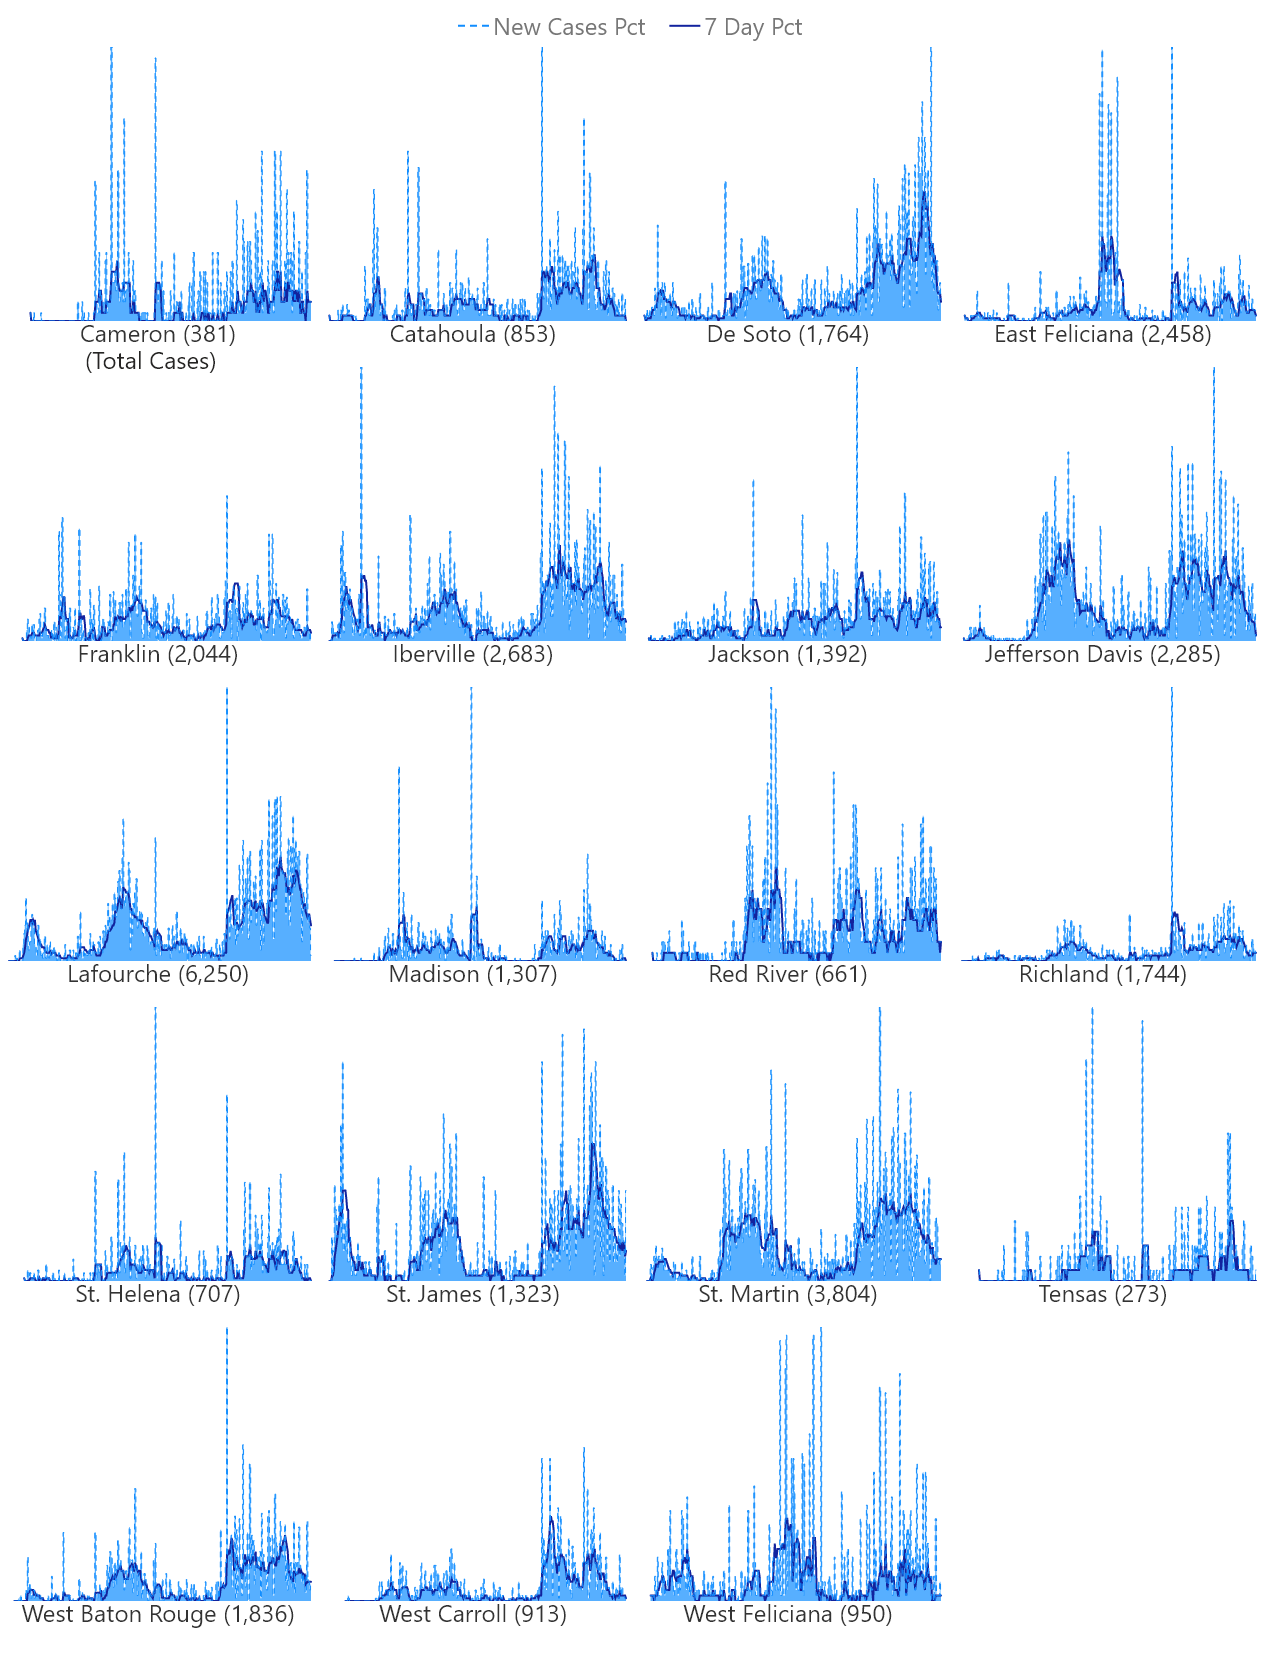 New Cases Pct 7 Day Pct
Cameron (381)
(Total Cases)
Catahoula (853)
De Soto (1,764)
East Feliciana (2,458)
Franklin (2,044)
Iberville (2,683)
Jackson (1,392)
Jefferson Davis (2,285)
Lafourche (6,250)
Madison (1,307)
Red River (661)
Richland (1,744)
St. Helena (707)
St. James (1,323)
St. Martin (3,804)
Tensas (273)
West Baton Rouge (1,836)
West Carroll (913)
West Feliciana (950)